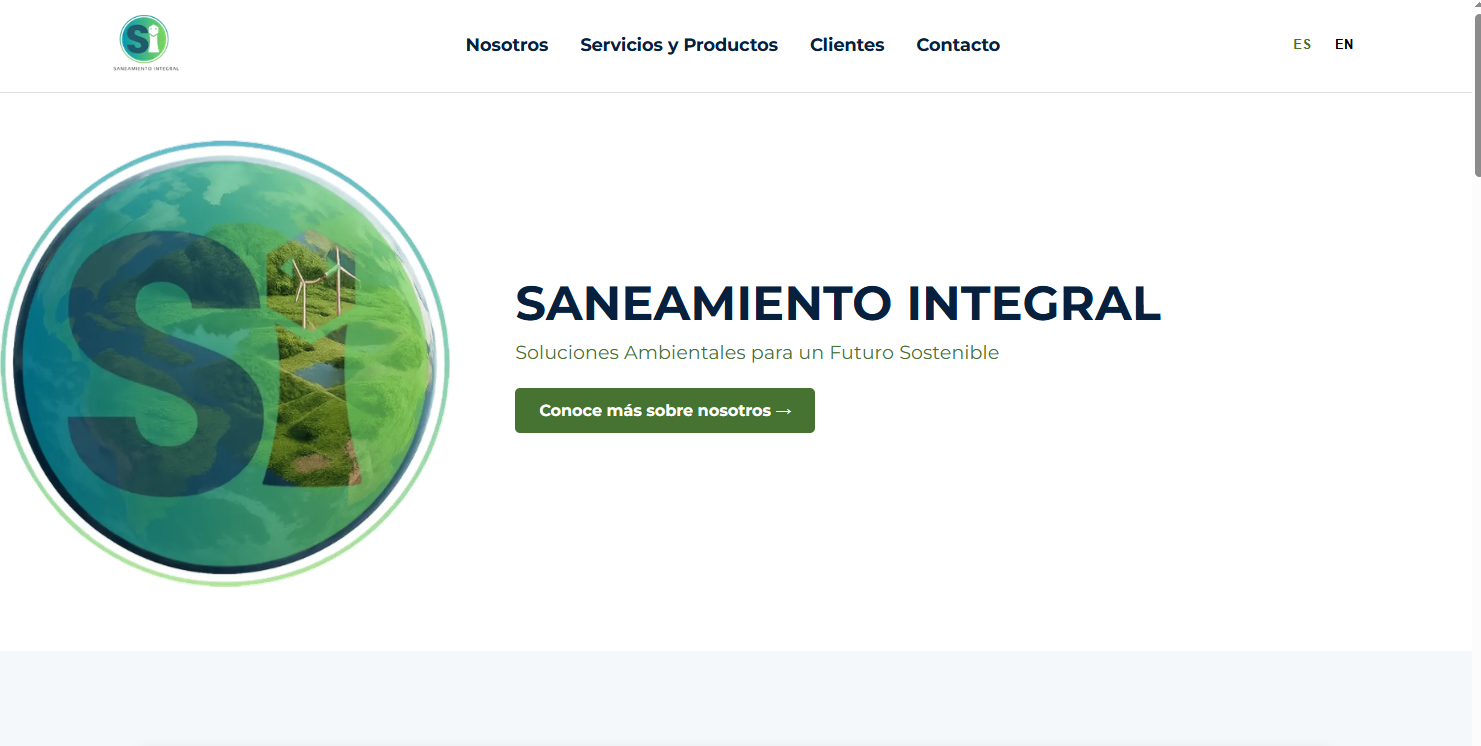 Si
SANEAMIENTO INTEGRAL
Nosotros
Servicios y Productos
Clientes
Contacto
ES
EN
Si
SANEAMIENTO INTEGRAL
Soluciones Ambientales para un Futuro Sostenible
Conoce más sobre nosotros →